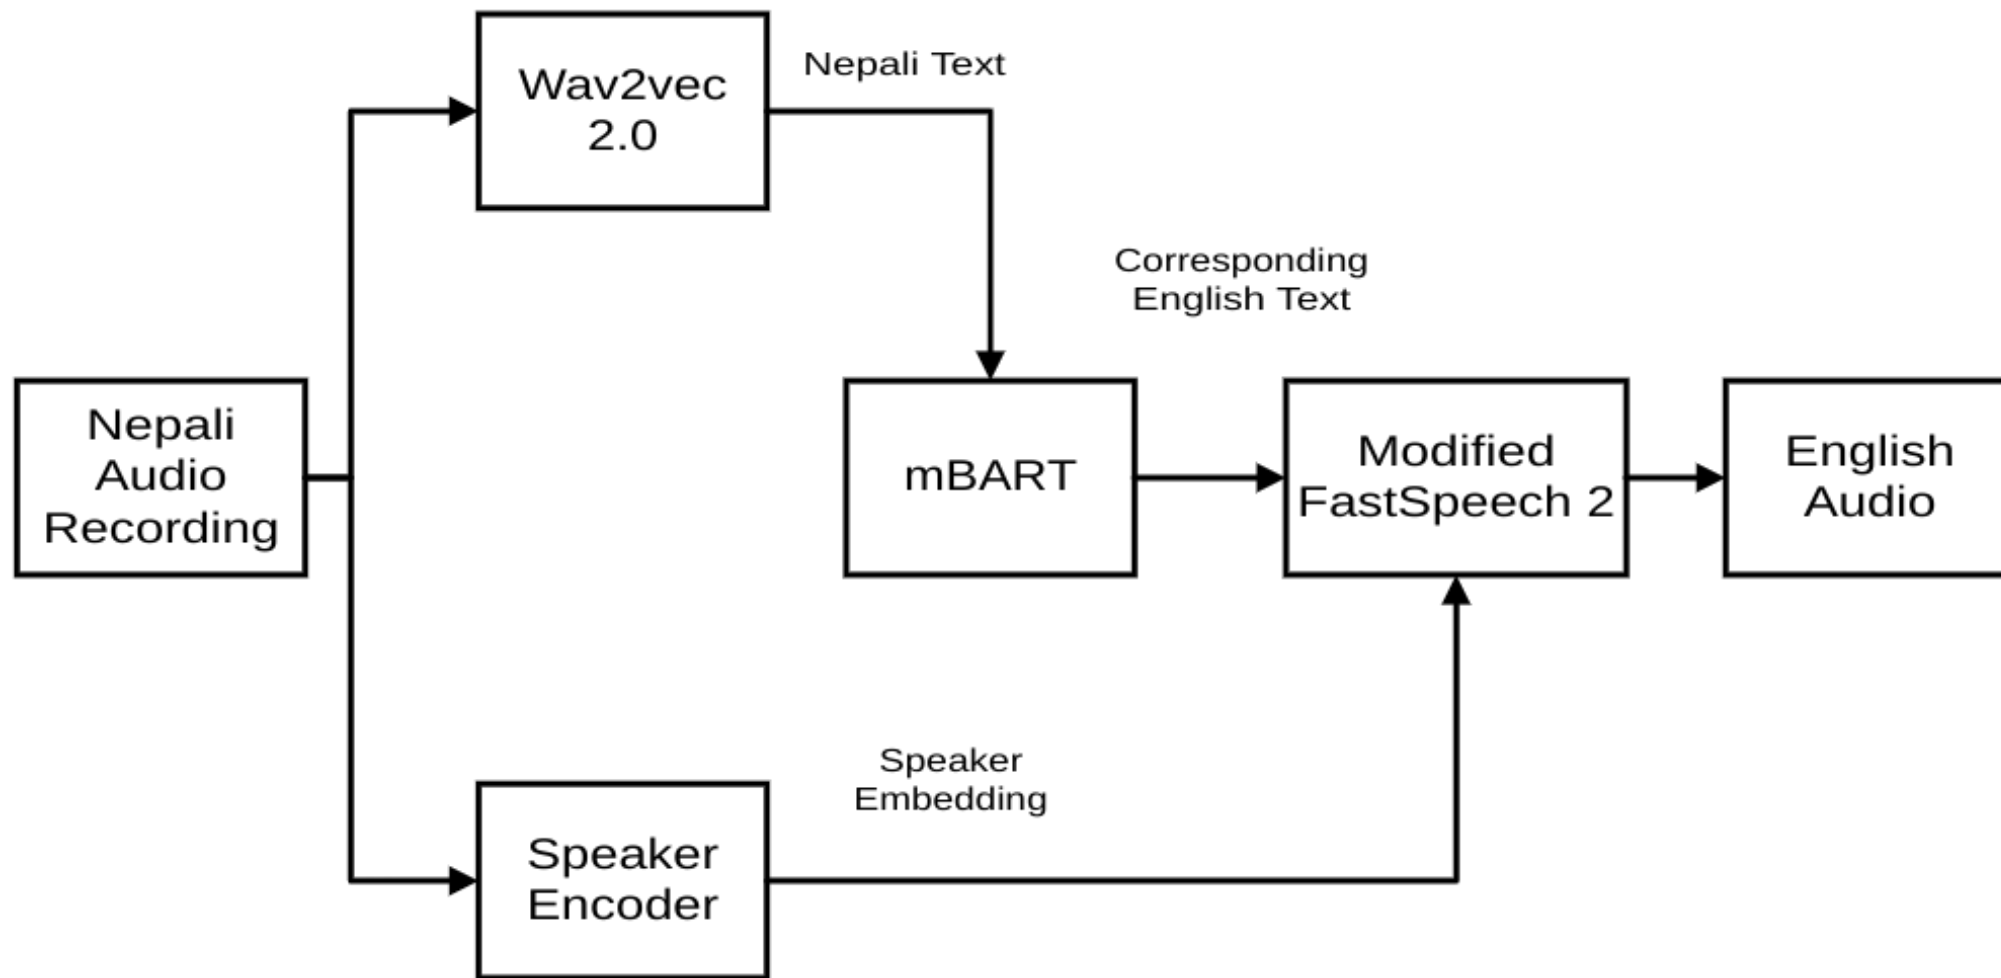 Wav2vec
2.0
Nepali Text
Corresponding
English Text
Nepali
Audio
Recording
mBART
Modified
FastSpeech 2
English
Audio
Speaker
Embedding
Speaker
Encoder